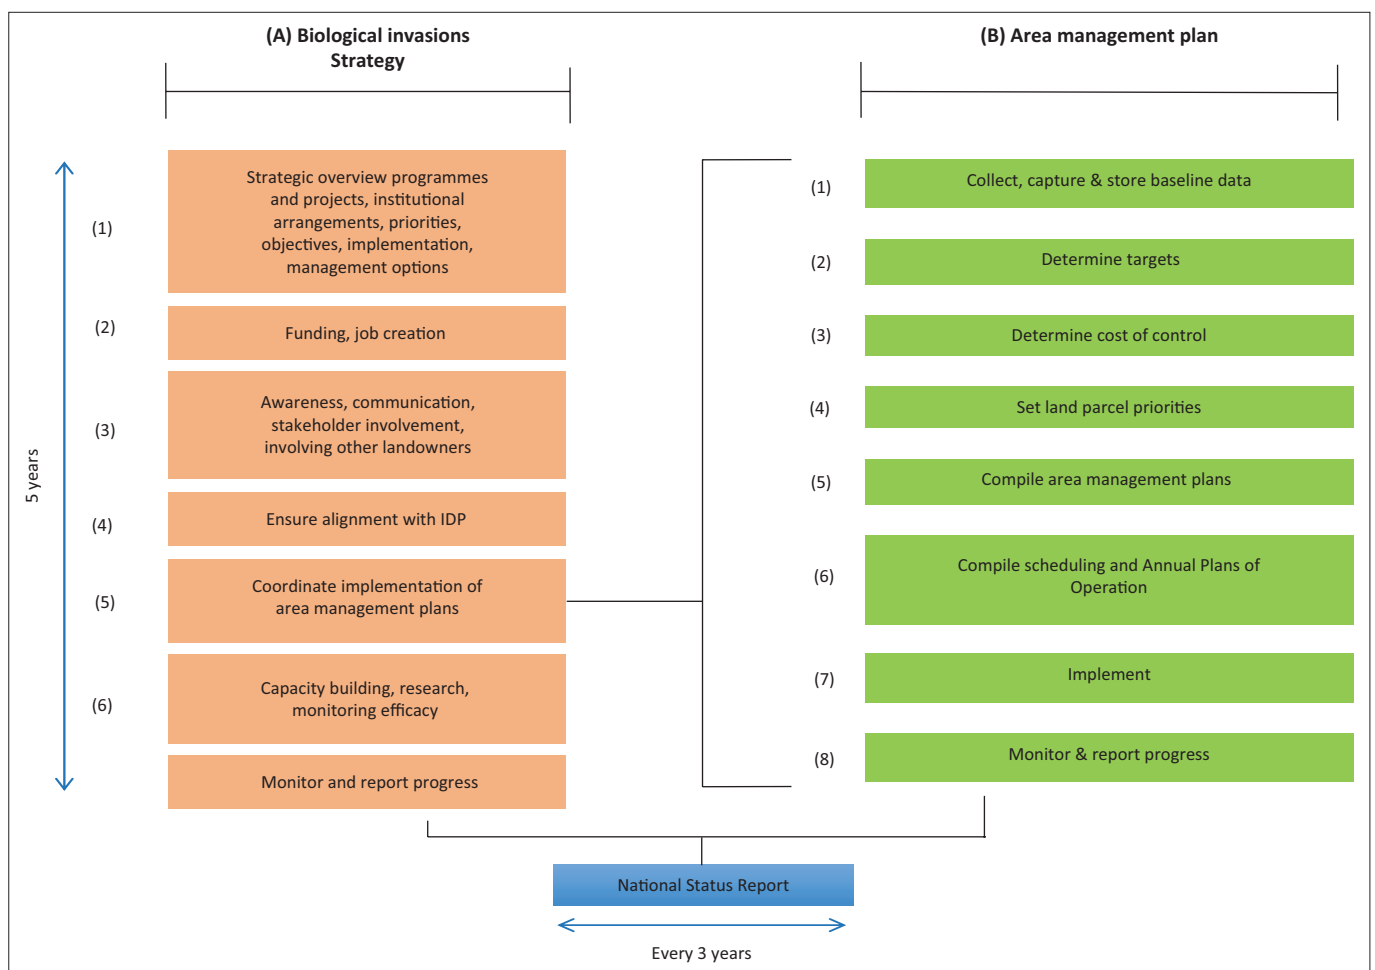 (A) Biological invasions
Strategy
5 years
(1)
Strategic overview programmes
and projects, institutional
arrangements, priorities,
objectives, implementation,
management options
(2)
Funding, job creation
(3)
Awareness, communication,
stakeholder involvement,
involving other landowners
(4)
Ensure alignment with IDP
(5)
Coordinate implementation of
area management plans
(6)
Capacity building, research,
monitoring efficacy
Monitor and report progress
(B) Area management plan
(1)
Collect, capture & store baseline data
(2)
Determine targets
(3)
Determine cost of control
(4)
Set land parcel priorities
(5)
Compile area management plans
(6)
Compile scheduling and Annual Plans of
Operation
(7)
Implement
(8)
Monitor & report progress
National Status Report
Every 3 years